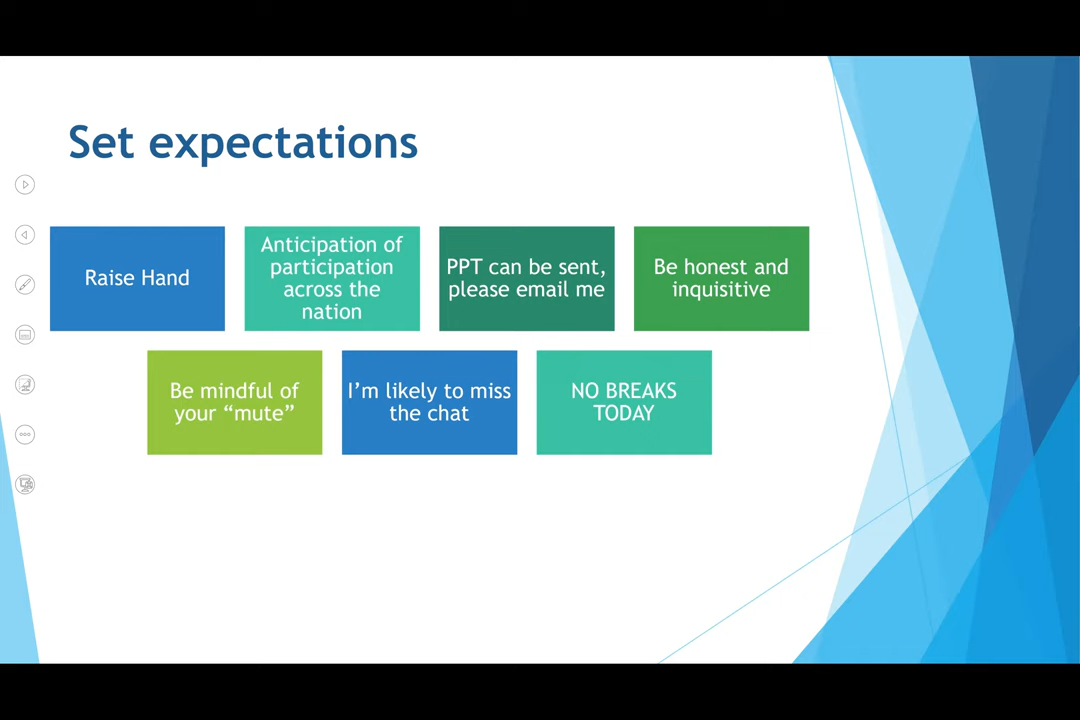 Set expectations
Raise Hand
Anticipation of
participation
across the
nation
PPT can be sent,
please email me
Be honest and
inquisitive
Be mindful of
your “mute”
I’m likely to miss
the chat
NO BREAKS
TODAY